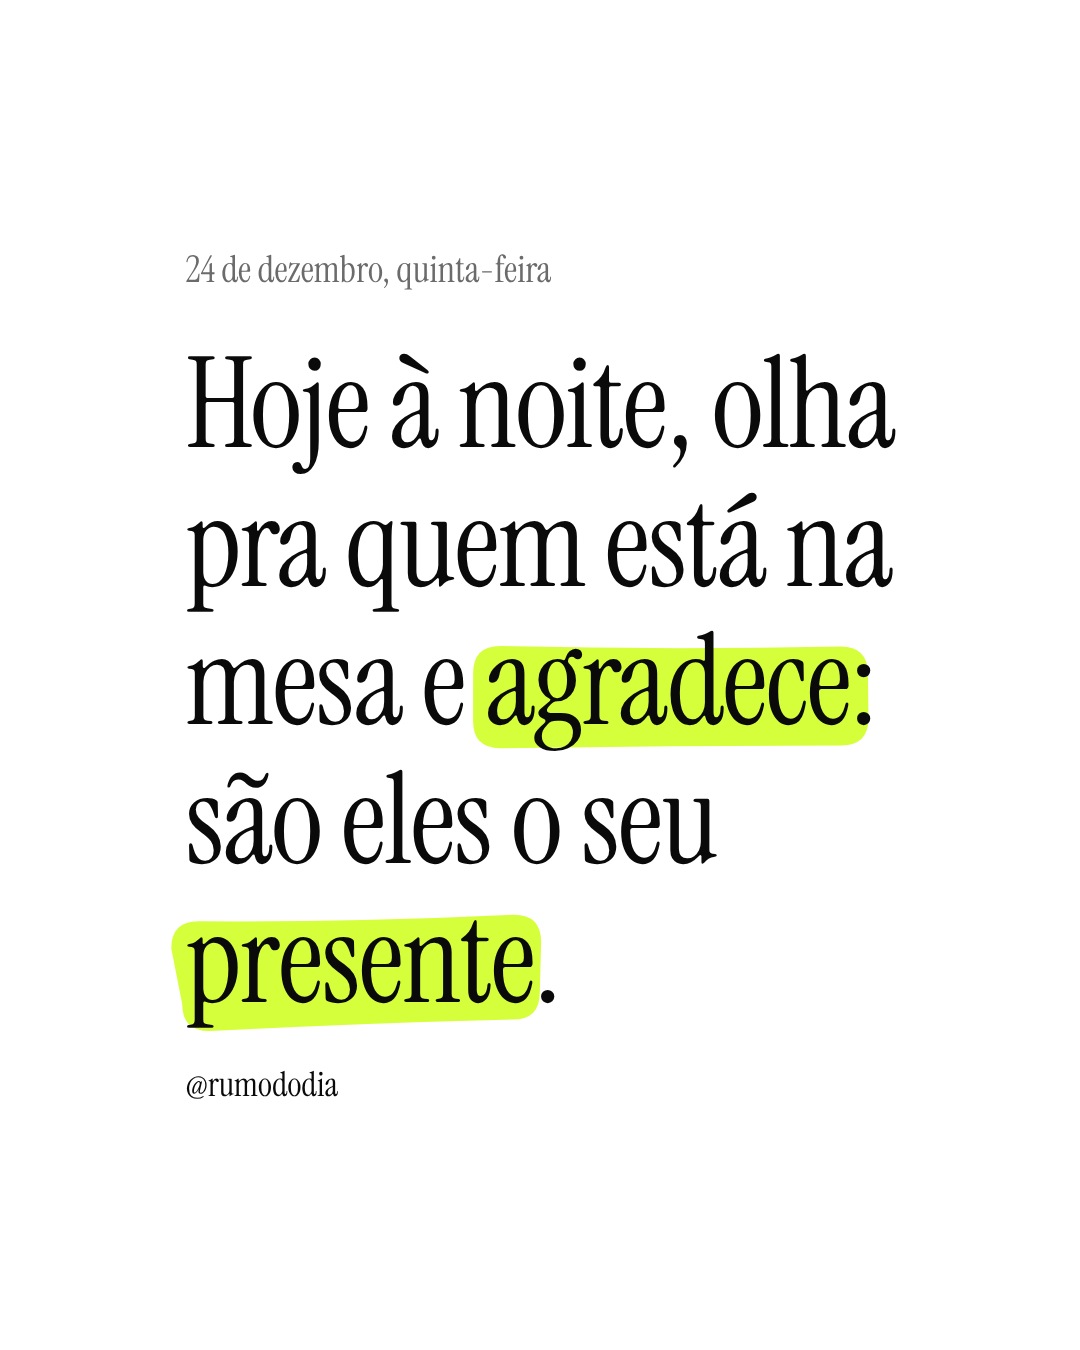 24 de dezembro, quinta-feira
Hoje à noite, olha
pra quem está na
mesa e agradece:
são eles o seu
presente.
@rumododia